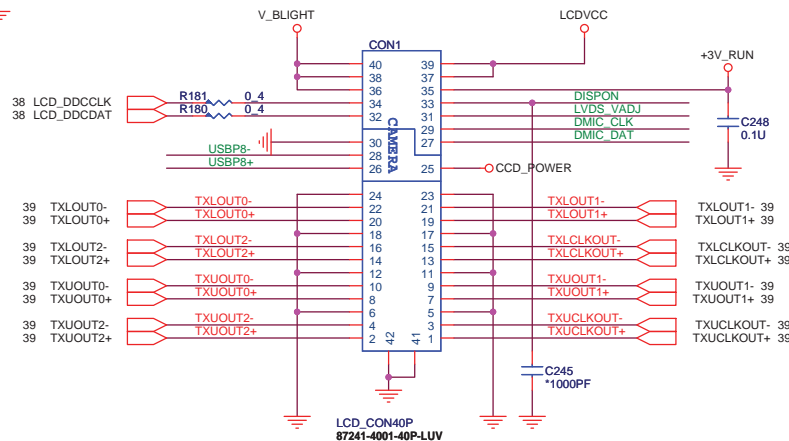 V_BLIGHT LCDVCC
CON1 +3V_RUN
40 39
38 37
36 35
38 LCD_DDCCLK R181 0_4 34 33 DISPON
38 LCD_DDCDAT R180 0_4 32 31 LVDS_VADJ
CAMERA
29 DMIC_CLK C248
30 27 DMIC_DAT 0.1U
USBP8- 28
USBP8+ 26 25 CCD_POWER
24 23
39 TXLOUT0- TXLOUT0- 22 21 TXLOUT1- TXLOUT1- 39
39 TXLOUT0+ TXLOUT0+ 20 19 TXLOUT1+ TXLOUT1+ 39
18 17
39 TXLOUT2- TXLOUT2- 16 15 TXLCLKOUT- TXLCLKOUT- 39
39 TXLOUT2+ TXLOUT2+ 14 13 TXLCLKOUT+ TXLCLKOUT+ 39
12 11
39 TXUOUT0- TXUOUT0- 10 9 TXUOUT1- TXUOUT1- 39
39 TXUOUT0+ TXUOUT0+ 8 7 TXUOUT1+ TXUOUT1+ 39
6 5
39 TXUOUT2- TXUOUT2- 4 3 TXUCLKOUT- TXUCLKOUT- 39
39 TXUOUT2+ TXUOUT2+ 2 42 41 1 TXUCLKOUT+ TXUCLKOUT+ 39
C245
*1000PF
LCD_CON40P
87241-4001-40P-LUV